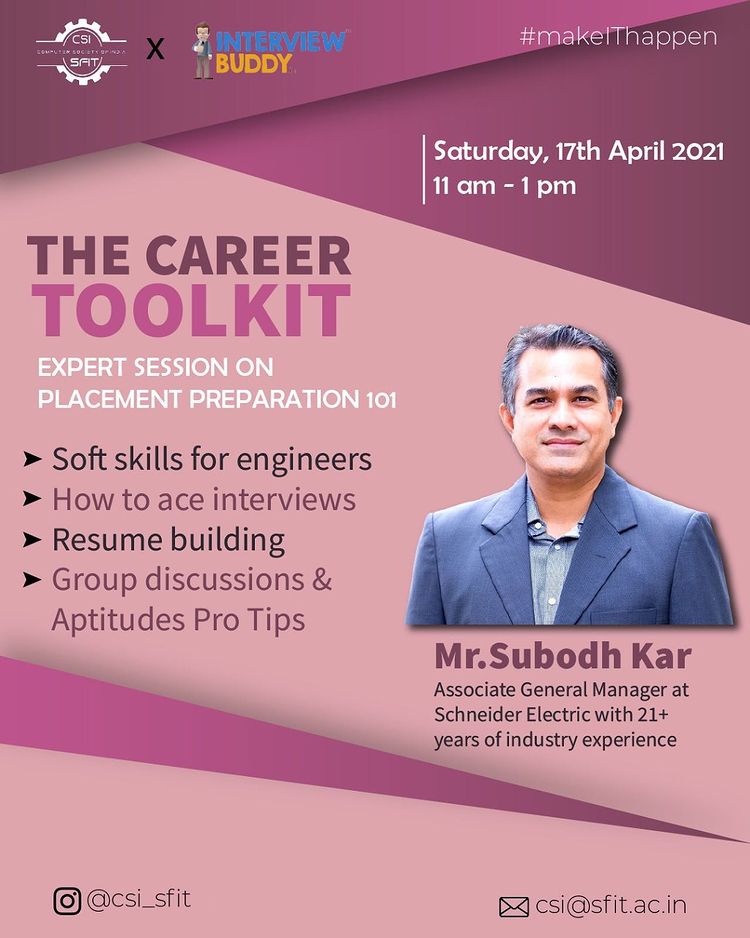 CSI
COMPUTER SOCIETY OF INDIA
SFIT
X
INTERVIEW
BUDDY
#makeIThappen
Saturday, 17th April 2021
11 am - 1 pm
THE CAREER
TOOLKIT
EXPERT SESSION ON
PLACEMENT PREPARATION 101
➤ Soft skills for engineers
➤ How to ace interviews
➤ Resume building
➤ Group discussions &
Aptitudes Pro Tips
Mr.Subodh Kar
Associate General Manager at
Schneider Electric with 21+
years of industry experience
@csi_sfit
csi@sfit.ac.in